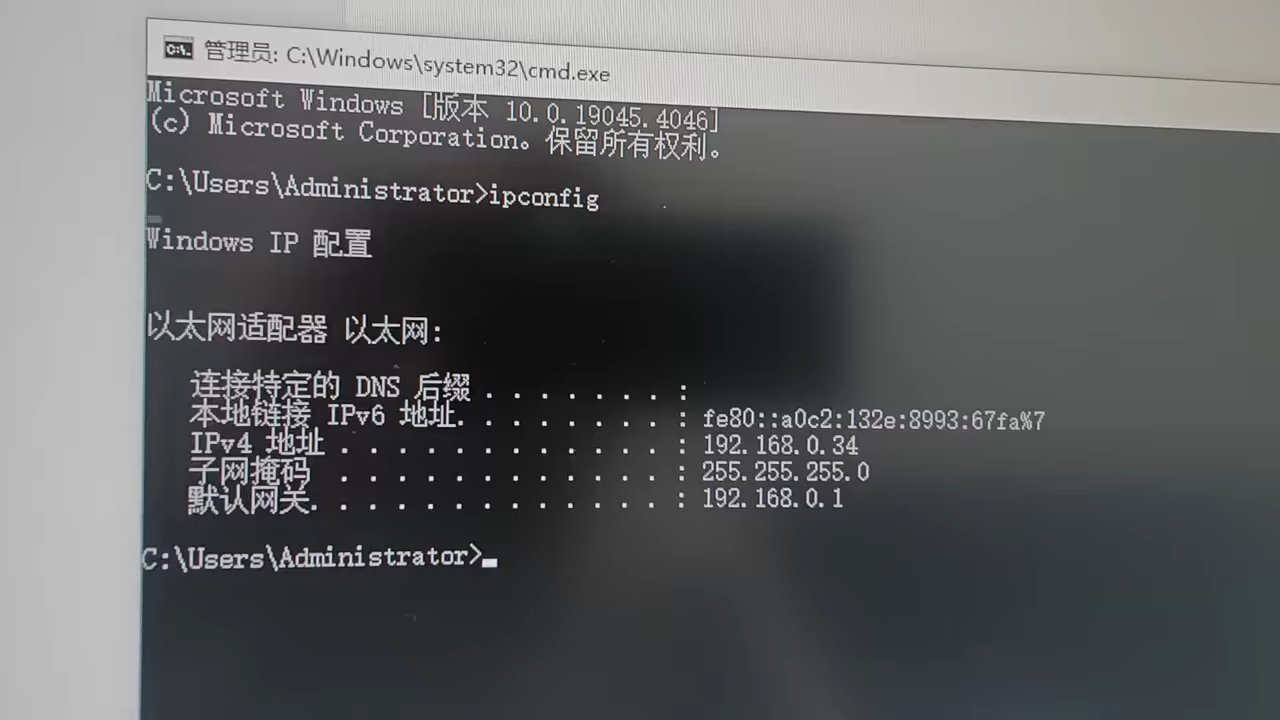 管理员: C:\Windows\system32\cmd.exe
Microsoft Windows [版本 10.0.19045.4046]
(c) Microsoft Corporation。保留所有权利。
C:\Users\Administrator>ipconfig
Windows IP 配置
以太网适配器 以太网:
连接特定的 DNS 后缀 . . . . . . . :
本地链接 IPv6 地址. . . . . . . . : fe80::a0c2:132e:8993:67fa%7
IPv4 地址 . . . . . . . . . . . . : 192.168.0.34
子网掩码 . . . . . . . . . . . . : 255.255.255.0
默认网关. . . . . . . . . . . . . : 192.168.0.1
C:\Users\Administrator>